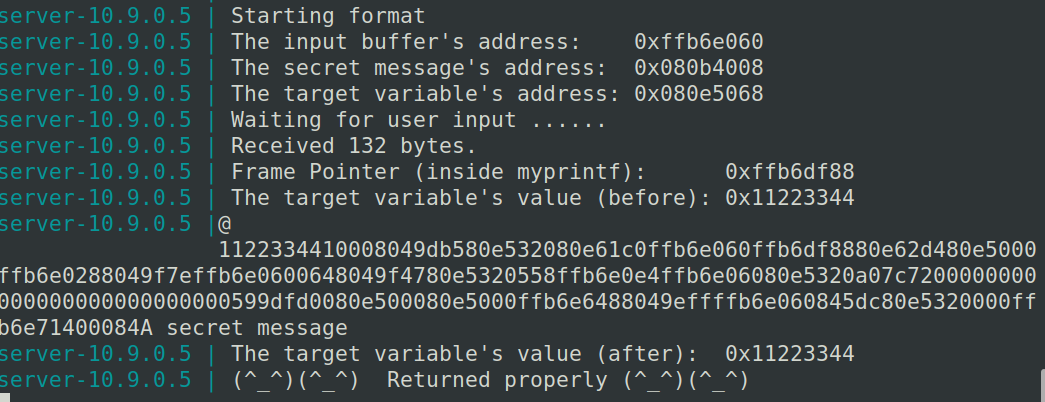 server-10.9.0.5 | Starting format
server-10.9.0.5 | The input buffer's address:    0xffb6e060
server-10.9.0.5 | The secret message's address:  0x080b4008
server-10.9.0.5 | The target variable's address: 0x080e5068
server-10.9.0.5 | Waiting for user input ......
server-10.9.0.5 | Received 132 bytes.
server-10.9.0.5 | Frame Pointer (inside myprintf):      0xffb6df88
server-10.9.0.5 | The target variable's value (before): 0x11223344
server-10.9.0.5 |@
1122334410008049db580e532080e61c0ffb6e060ffb6df8880e62d480e5000
ffb6e0288049f7effb6e0600648049f4780e5320558ffb6e0e4ffb6e06080e5320a07c7200000000
000000000000000000599dfd0080e500080e5000ffb6e6488049effffb6e060845dc80e5320000ff
b6e71400084A secret message
server-10.9.0.5 | The target variable's value (after):  0x11223344
server-10.9.0.5 | (^_^)(^_^)  Returned properly (^_^)(^_^)